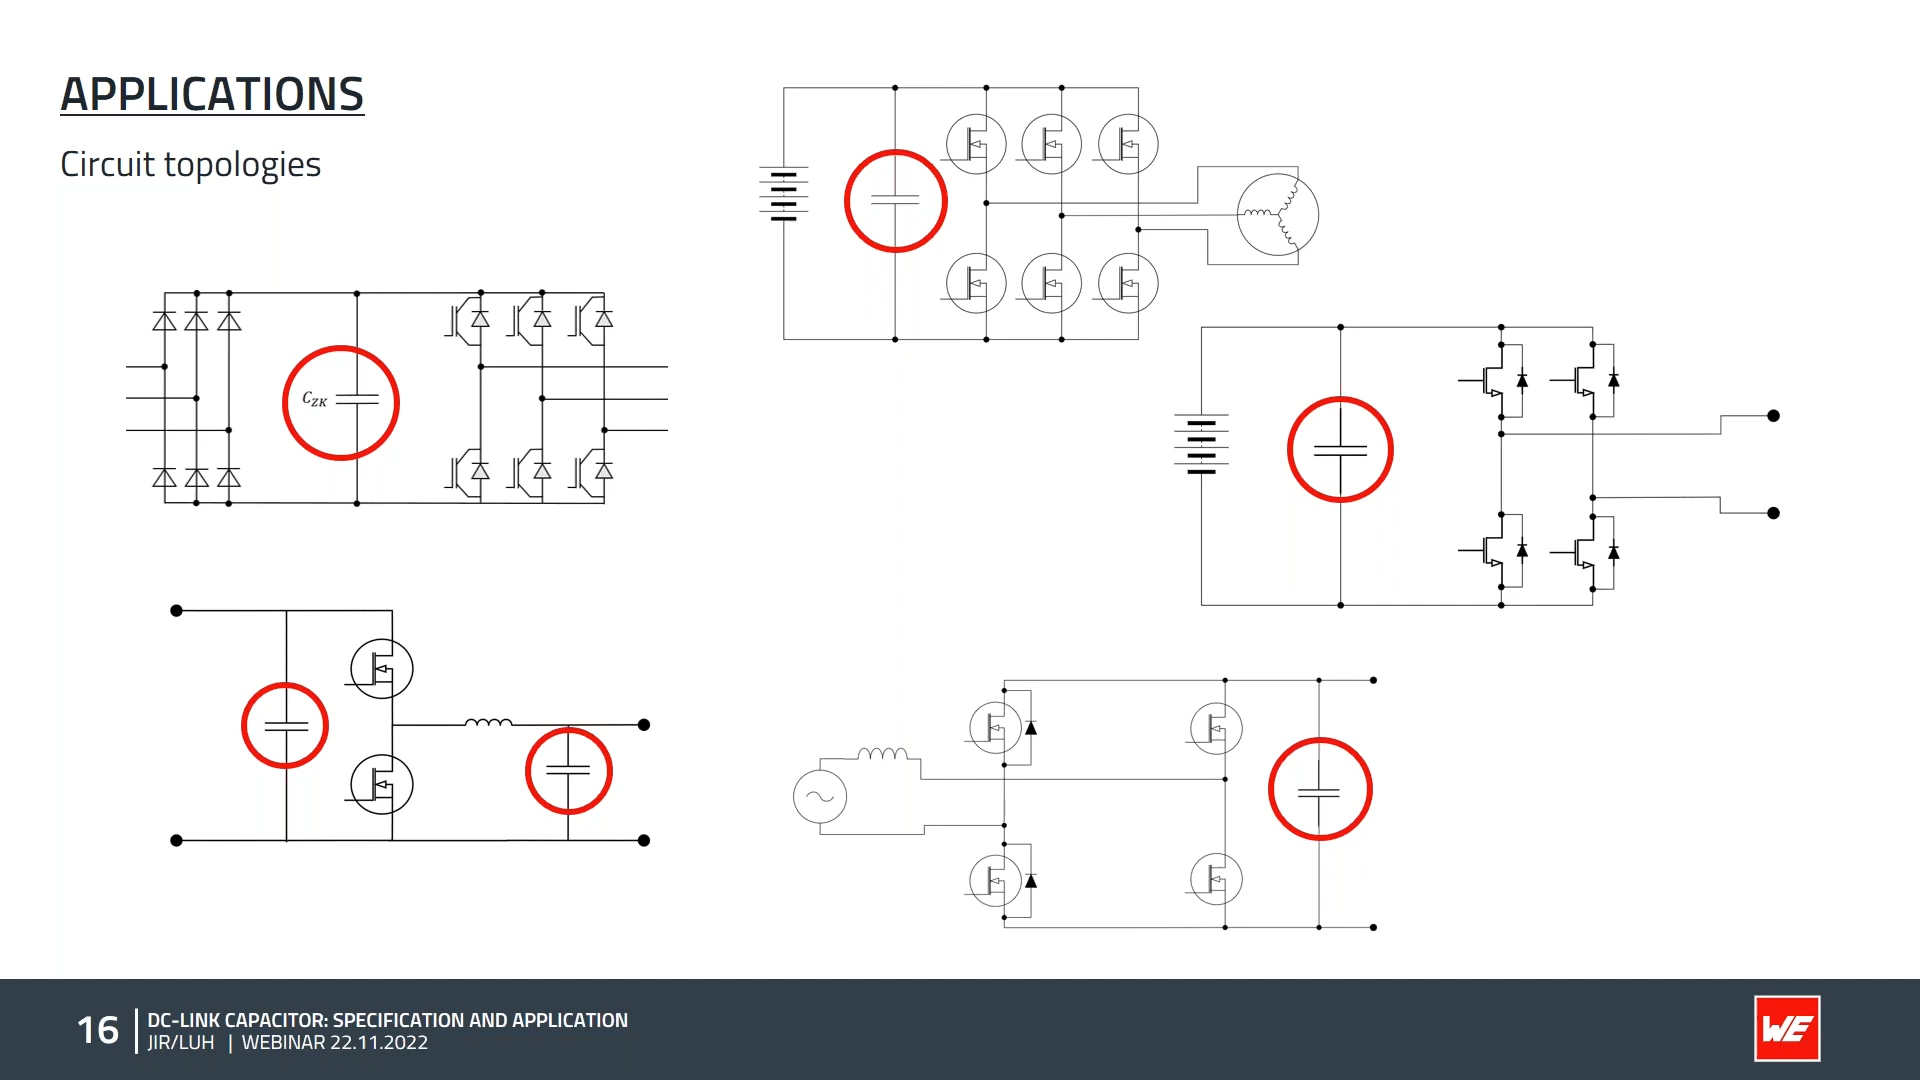 APPLICATIONS
Circuit topologies
C_ZK
16
DC-LINK CAPACITOR: SPECIFICATION AND APPLICATION
JIR/LUH | WEBINAR 22.11.2022
WE